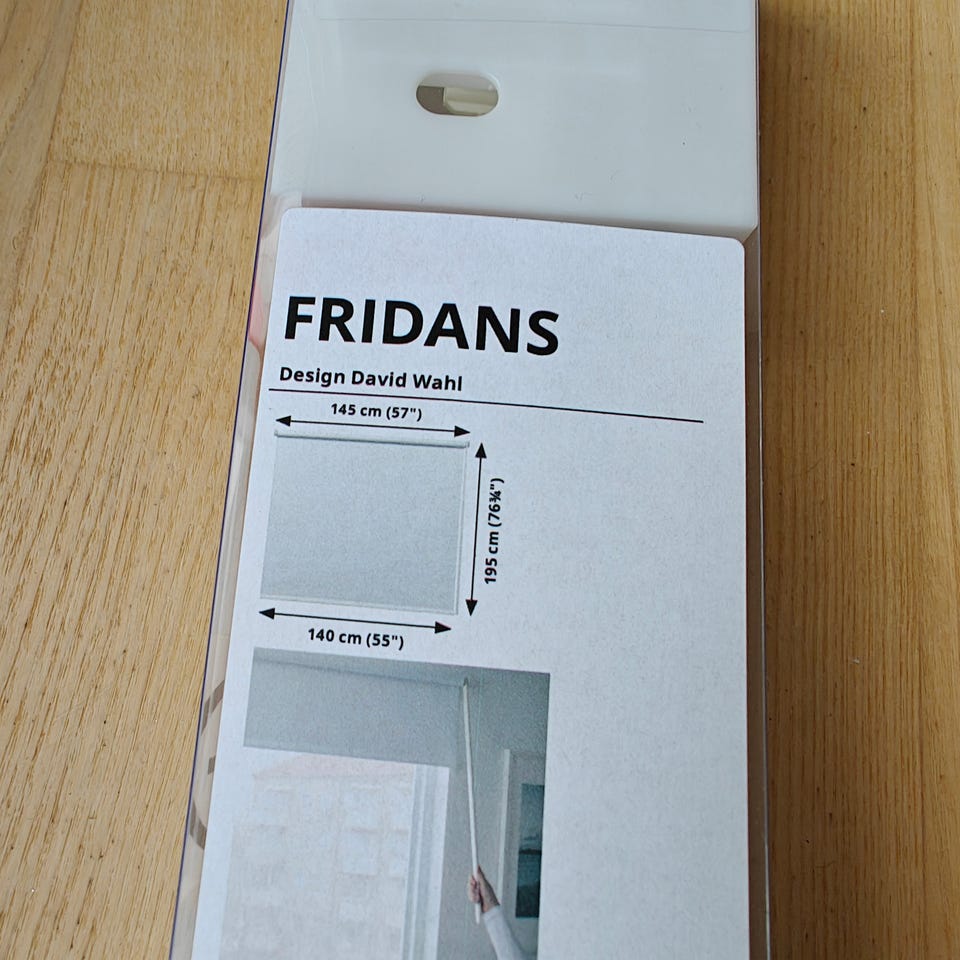 FRIDANS
Design David Wahl
145 cm (57")
195 cm (76¾")
140 cm (55")